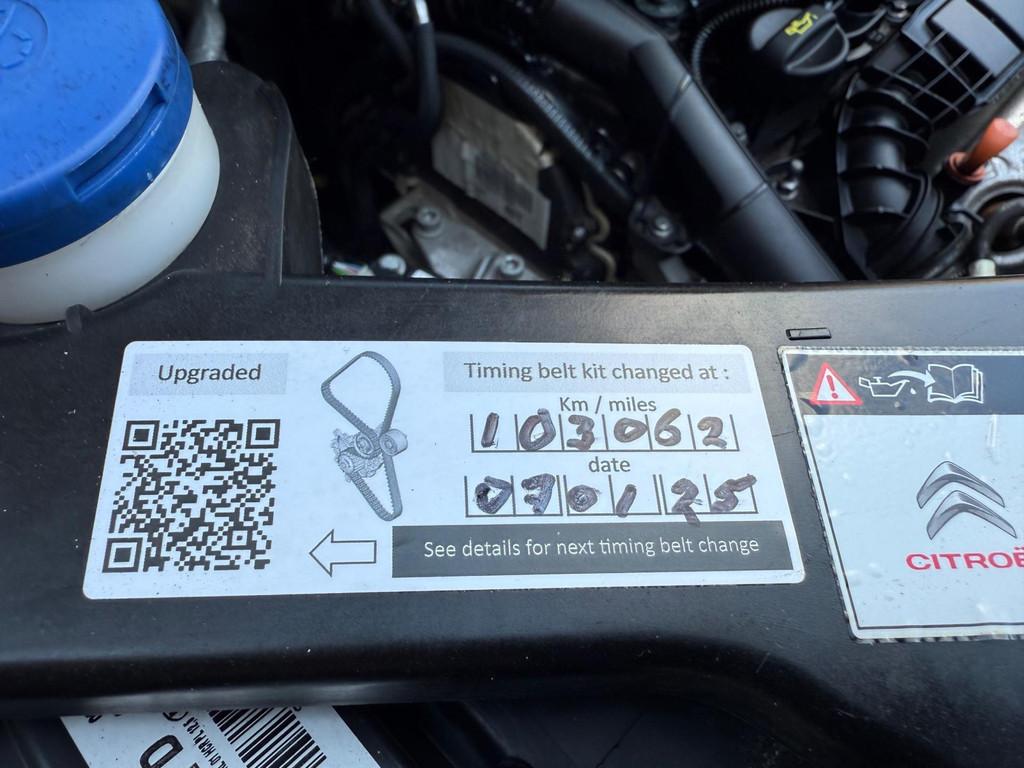 Upgraded
Timing belt kit changed at :
Km / miles
103062
date
070125
See details for next timing belt change
CITROË
D